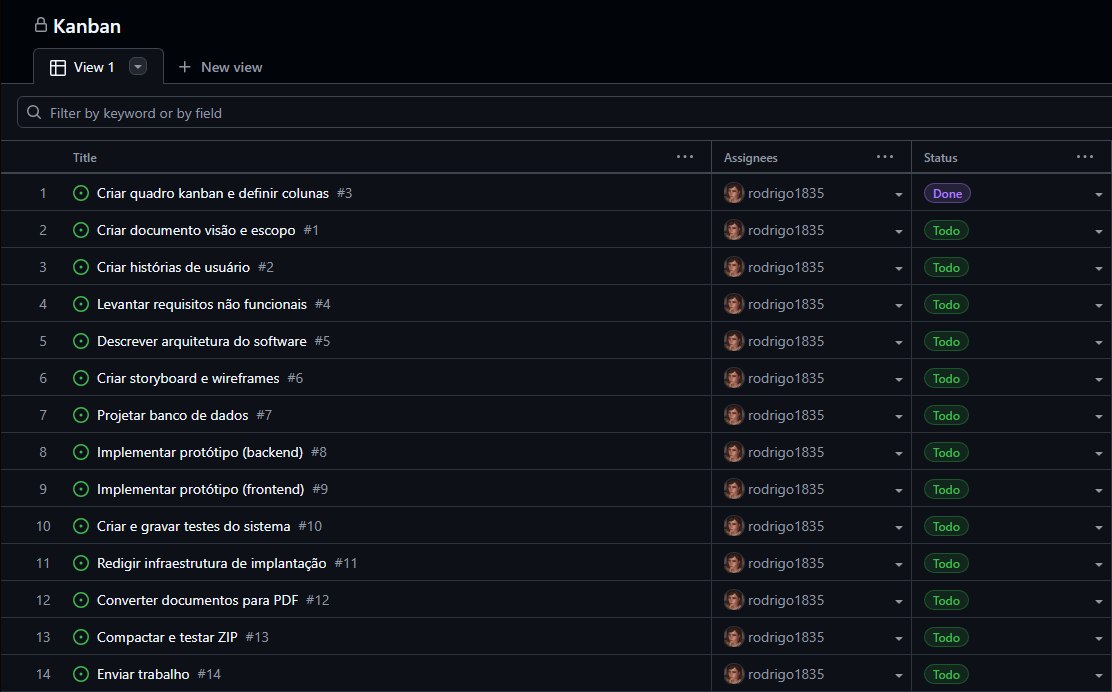 Kanban
View 1 New view
Filter by keyword or by field
Title ... Assignees ... Status ...
1 Criar quadro kanban e definir colunas #3 rodrigo1835 Done
2 Criar documento visão e escopo #1 rodrigo1835 Todo
3 Criar histórias de usuário #2 rodrigo1835 Todo
4 Levantar requisitos não funcionais #4 rodrigo1835 Todo
5 Descrever arquitetura do software #5 rodrigo1835 Todo
6 Criar storyboard e wireframes #6 rodrigo1835 Todo
7 Projetar banco de dados #7 rodrigo1835 Todo
8 Implementar protótipo (backend) #8 rodrigo1835 Todo
9 Implementar protótipo (frontend) #9 rodrigo1835 Todo
10 Criar e gravar testes do sistema #10 rodrigo1835 Todo
11 Redigir infraestrutura de implantação #11 rodrigo1835 Todo
12 Converter documentos para PDF #12 rodrigo1835 Todo
13 Compactar e testar ZIP #13 rodrigo1835 Todo
14 Enviar trabalho #14 rodrigo1835 Todo